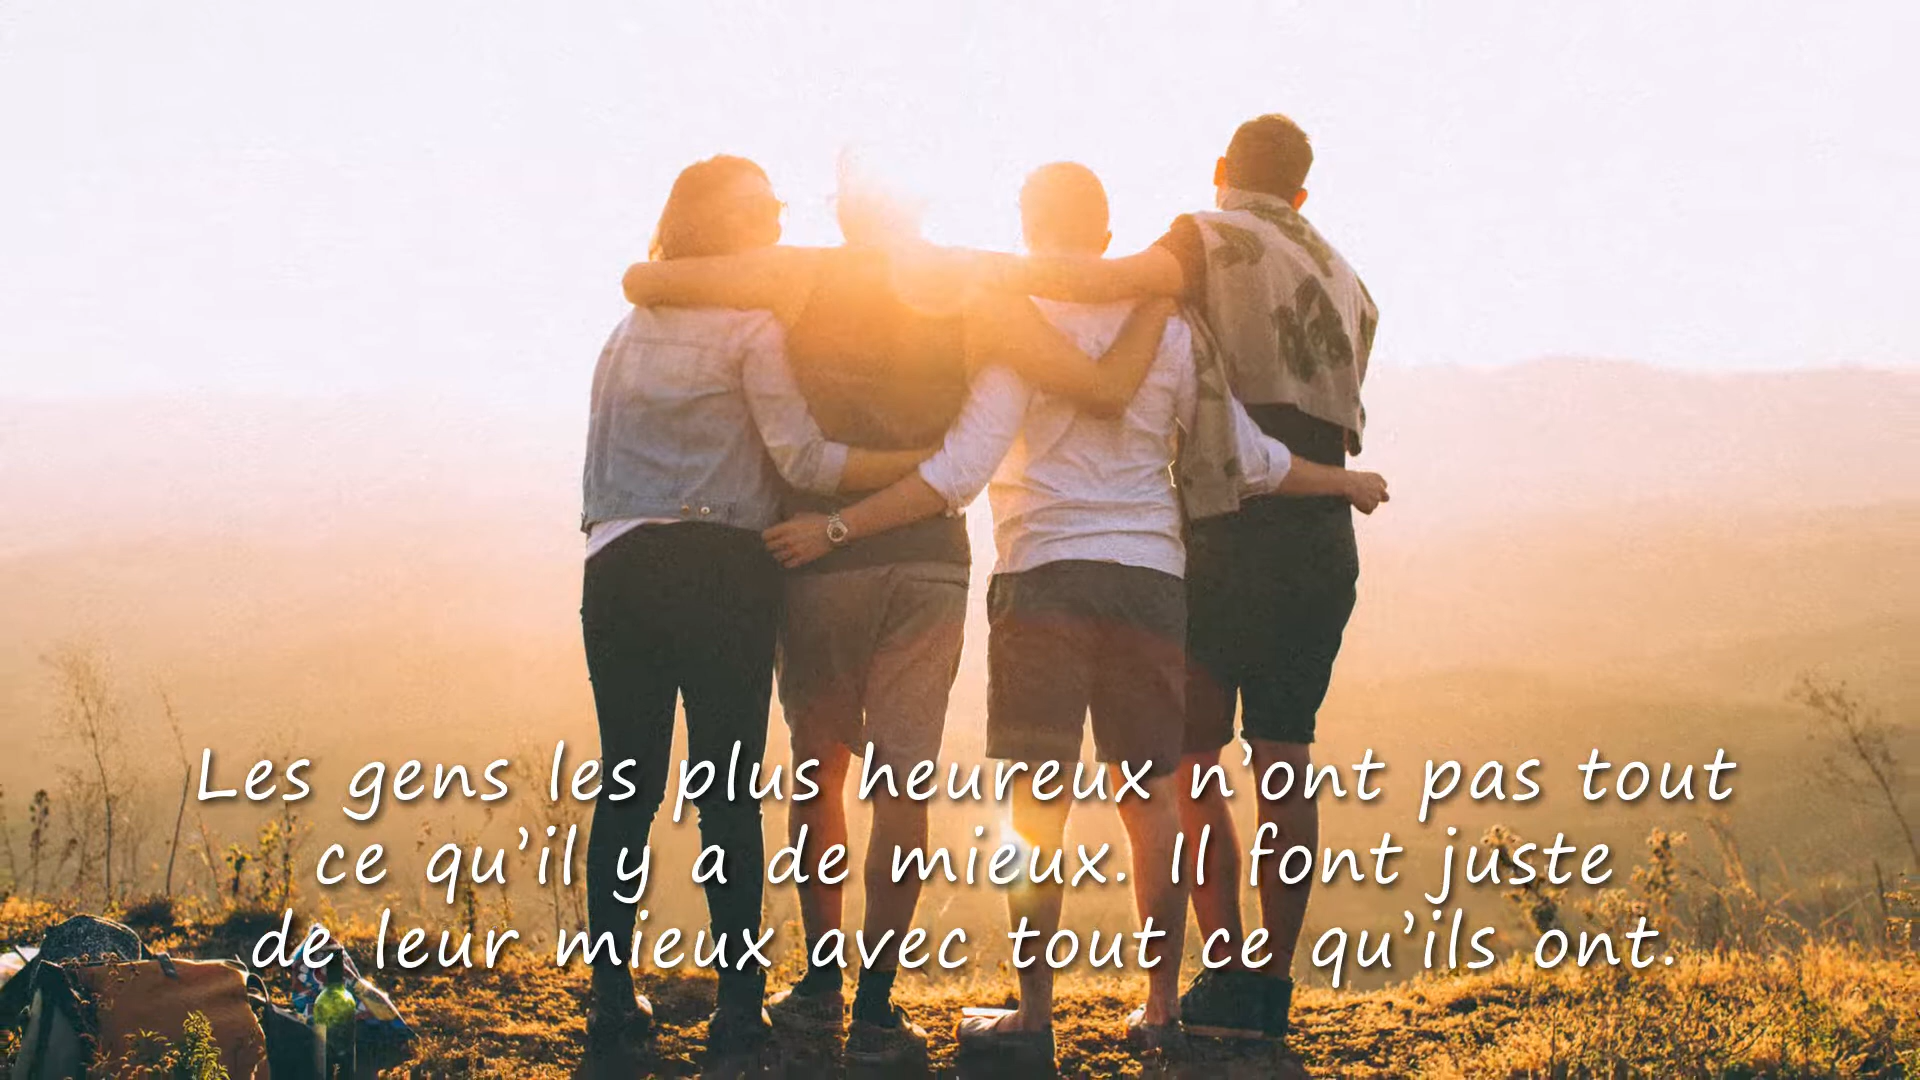 Les gens les plus heureux n'ont pas tout
ce qu'il y a de mieux. Il font juste
de leur mieux avec tout ce qu'ils ont.